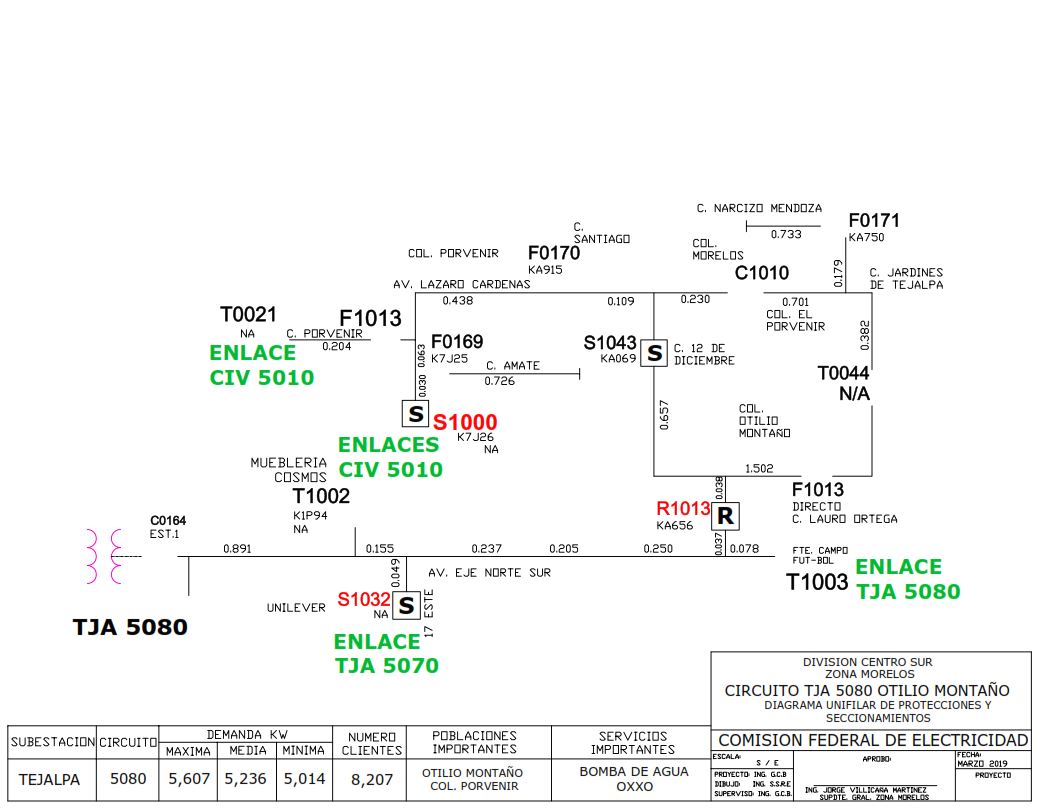 C. NARCIZO MENDOZA
0.733
F0171
KA750
C.
SANTIAGO
COL.
MORELOS
COL. PORVENIR
F0170
KA915
C1010
0.179
C. JARDINES
DE TEJALPA
AV. LAZARO CARDENAS
0.438
0.109
0.230
0.701
COL. EL
PORVENIR
T0021
NA
F1013
C. PORVENIR
0.204
ENLACE
CIV 5010
0.063
F0169
K7J25
S1043
KA069
S
C. 12 DE
DICIEMBRE
0.382
C. AMATE
0.726
0.030
T0044
N/A
S
S1000
K7J26
NA
0.657
COL.
OTILIO
MONTAÑO
ENLACES
CIV 5010
MUEBLERIA
COSMOS
T1002
K1P94
NA
1.502
0.038
F1013
DIRECTO
C. LAURO ORTEGA
R1013
KA656
R
C0164
EST.1
0.891
0.155
0.237
0.205
0.250
0.037
0.078
FTE. CAMPO
FUT-BOL
T1003
ENLACE
TJA 5080
0.049
AV. EJE NORTE SUR
UNILEVER
S1032
NA
S
17 ESTE
TJA 5080
ENLACE
TJA 5070
DIVISION CENTRO SUR
ZONA MORELOS
CIRCUITO TJA 5080 OTILIO MONTAÑO
DIAGRAMA UNIFILAR DE PROTECCIONES Y
SECCIONAMIENTOS
COMISION FEDERAL DE ELECTRICIDAD
ESCALA:
S / E
APROBO:
FECHA:
MARZO 2019
PROYECTO: ING. G.C.B
DIBUJO: ING. S.S.R.E
SUPERVISO: ING. G.C.B.
PROYECTO
ING. JORGE VILLICARA MARTINEZ
SUPDTE. GRAL. ZONA MORELOS
SUBESTACION CIRCUITO DEMANDA KW NUMERO CLIENTES POBLACIONES IMPORTANTES SERVICIOS IMPORTANTES
MAXIMA MEDIA MINIMA
TEJALPA 5080 5,607 5,236 5,014 8,207 OTILIO MONTAÑO COL. PORVENIR BOMBA DE AGUA OXXO